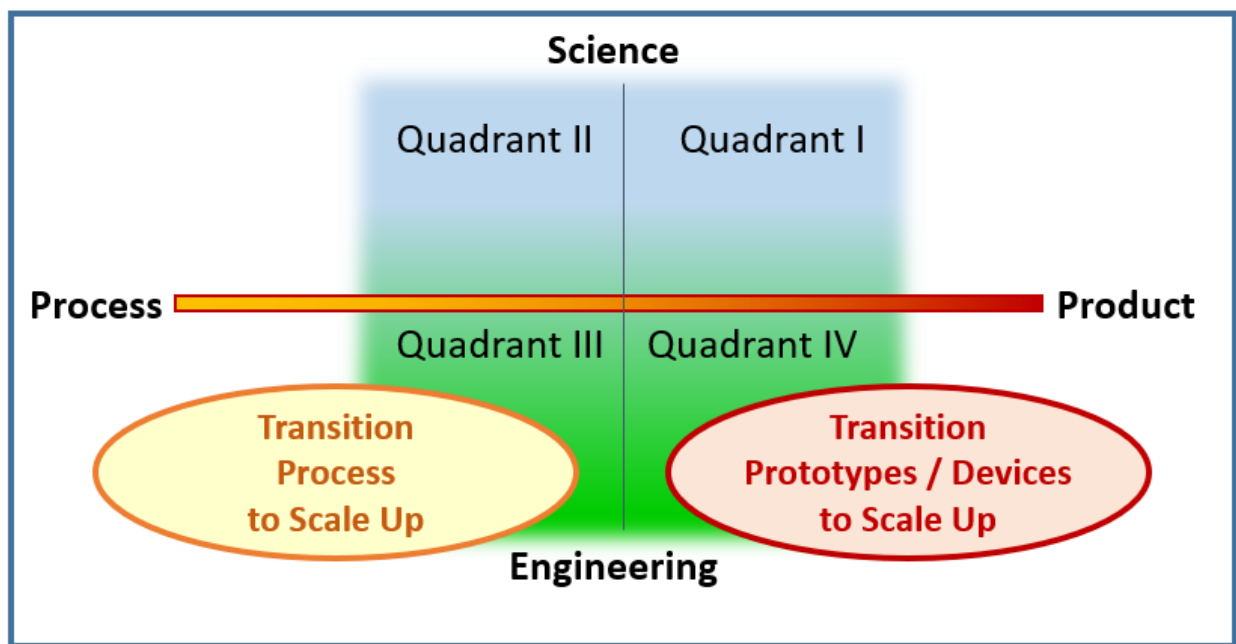 Science
Quadrant II
Quadrant I
Process
Product
Quadrant III
Quadrant IV
Transition
Process
to Scale Up
Transition
Prototypes / Devices
to Scale Up
Engineering